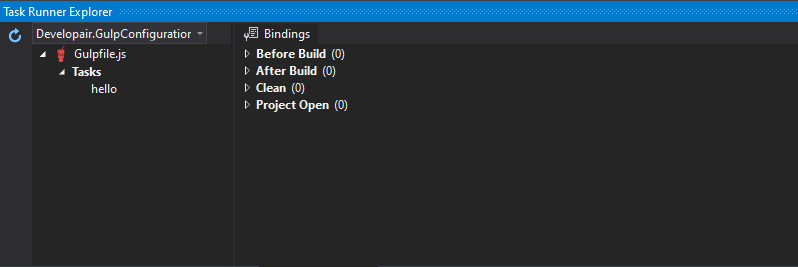 Task Runner Explorer
Developair.GulpConfiguration
Gulpfile.js
Tasks
hello
Bindings
Before Build (0)
After Build (0)
Clean (0)
Project Open (0)